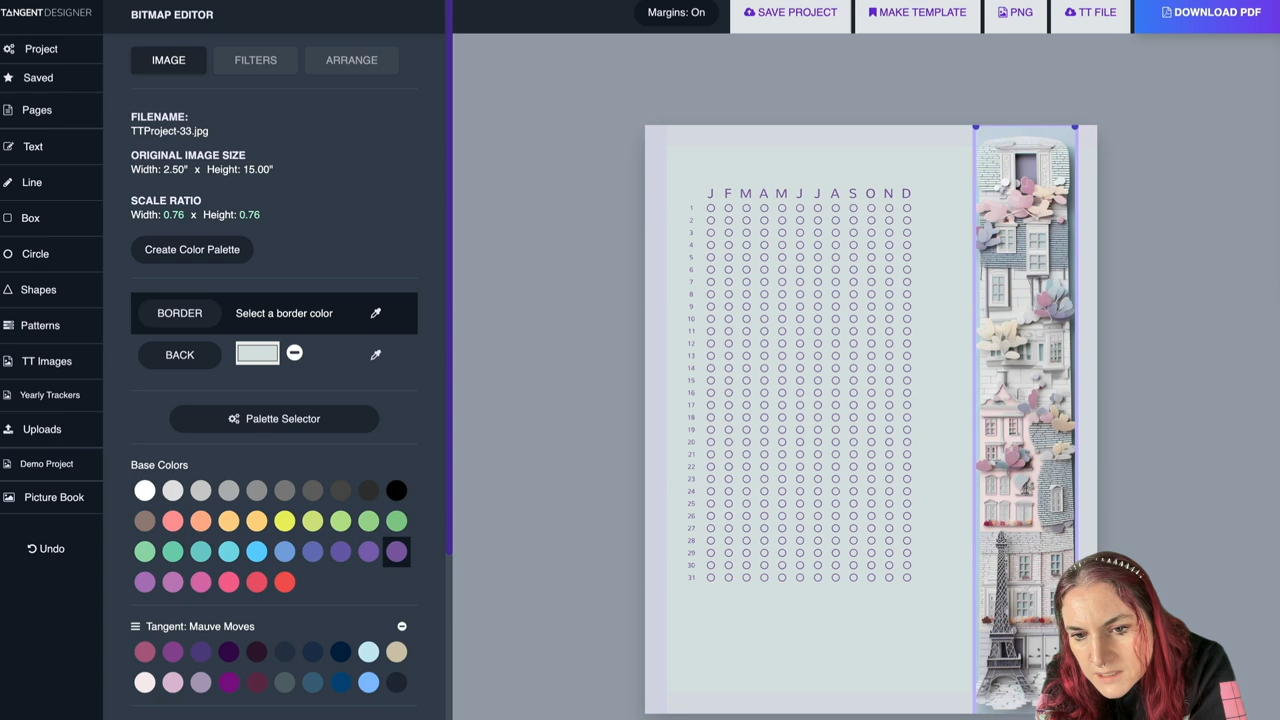 TANGENT DESIGNER
Project
Saved
Pages
Text
Line
Box
Circle
Shapes
Patterns
TT Images
Yearly Trackers
Uploads
Demo Project
Picture Book
Undo
BITMAP EDITOR
IMAGE FILTERS ARRANGE
FILENAME:
TTProject-33.jpg
ORIGINAL IMAGE SIZE
Width: 2.50" x Height: 15.00
SCALE RATIO
Width: 0.76 x Height: 0.76
Create Color Palette
BORDER Select a border color
BACK
Palette Selector
Base Colors
Tangent: Mauve Moves
Margins: On SAVE PROJECT MAKE TEMPLATE PNG TT FILE DOWNLOAD PDF
J F M A M J J A S O N D
1
2
3
4
5
6
7
8
9
10
11
12
13
14
15
16
17
18
19
20
21
22
23
24
25
26
27
28
29
30
31